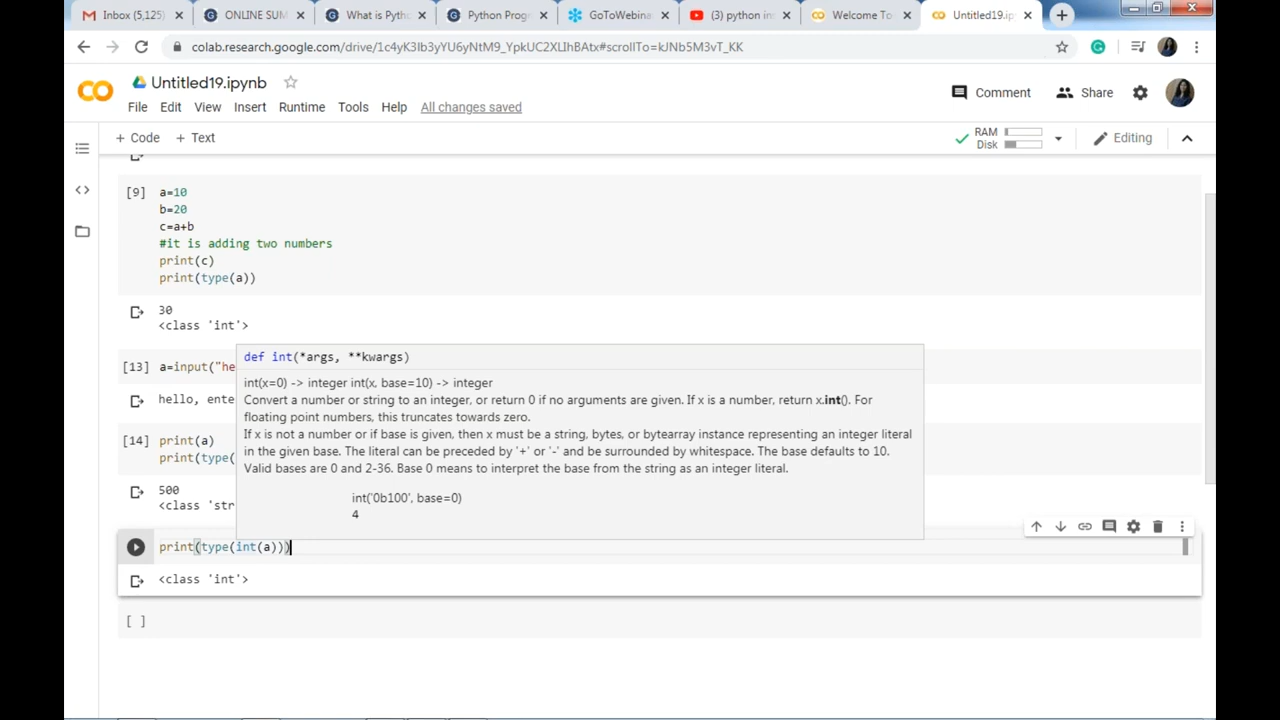 Inbox (5,125)
ONLINE SUM
What is Pytho
Python Progr
GoToWebina
(3) python in
Welcome To
Untitled19.ip
colab.research.google.com/drive/1c4yK3Ib3yYU6yNtM9_YpkUC2XLIhBAtx#scrollTo=kJNb5M3vT_KK
Untitled19.ipynb
File Edit View Insert Runtime Tools Help All changes saved
Comment Share
+ Code + Text
RAM
Disk
Editing
[9] a=10
b=20
c=a+b
#it is adding two numbers
print(c)
print(type(a))
30
<class 'int'>
[13] a=input("he
hello, ente
[14] print(a)
print(type(
500
<class 'str
def int(*args, **kwargs)
int(x=0) -> integer int(x, base=10) -> integer
Convert a number or string to an integer, or return 0 if no arguments are given. If x is a number, return x.int(). For
floating point numbers, this truncates towards zero.
If x is not a number or if base is given, then x must be a string, bytes, or bytearray instance representing an integer literal
in the given base. The literal can be preceded by '+' or '-' and be surrounded by whitespace. The base defaults to 10.
Valid bases are 0 and 2-36. Base 0 means to interpret the base from the string as an integer literal.
int('0b100', base=0)
4
print(type(int(a)))
<class 'int'>
[ ]